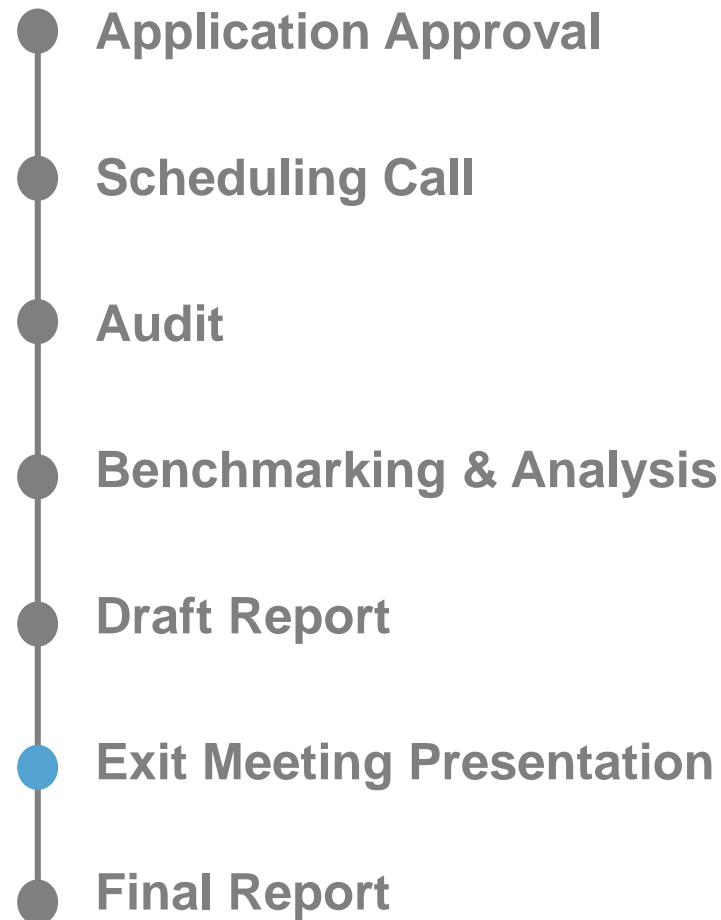 Application Approval
Scheduling Call
Audit
Benchmarking & Analysis
Draft Report
Exit Meeting Presentation
Final Report